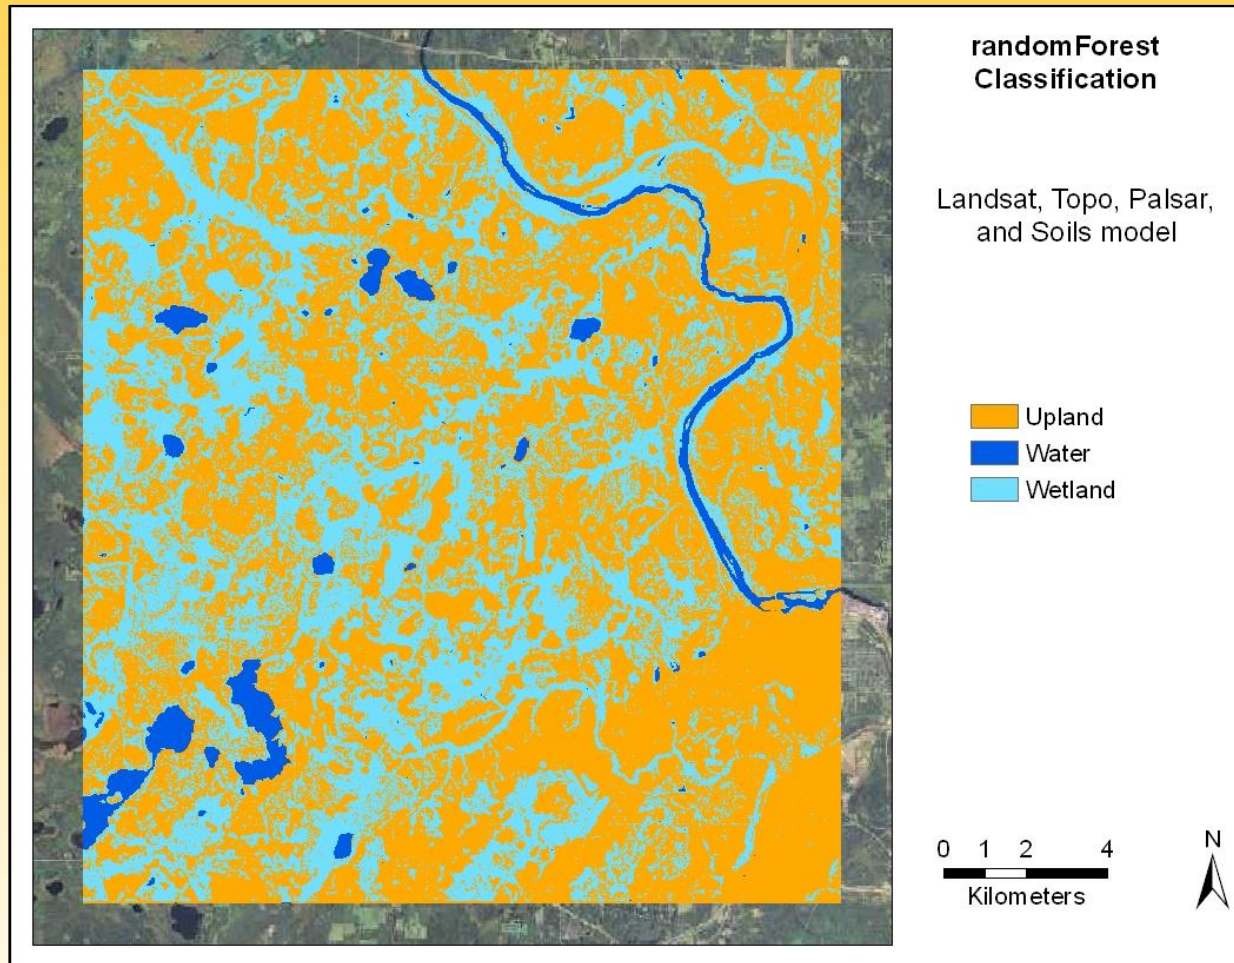 randomForest
Classification
Landsat, Topo, Palsar,
and Soils model
Upland
Water
Wetland
0 1 2 4
Kilometers
N